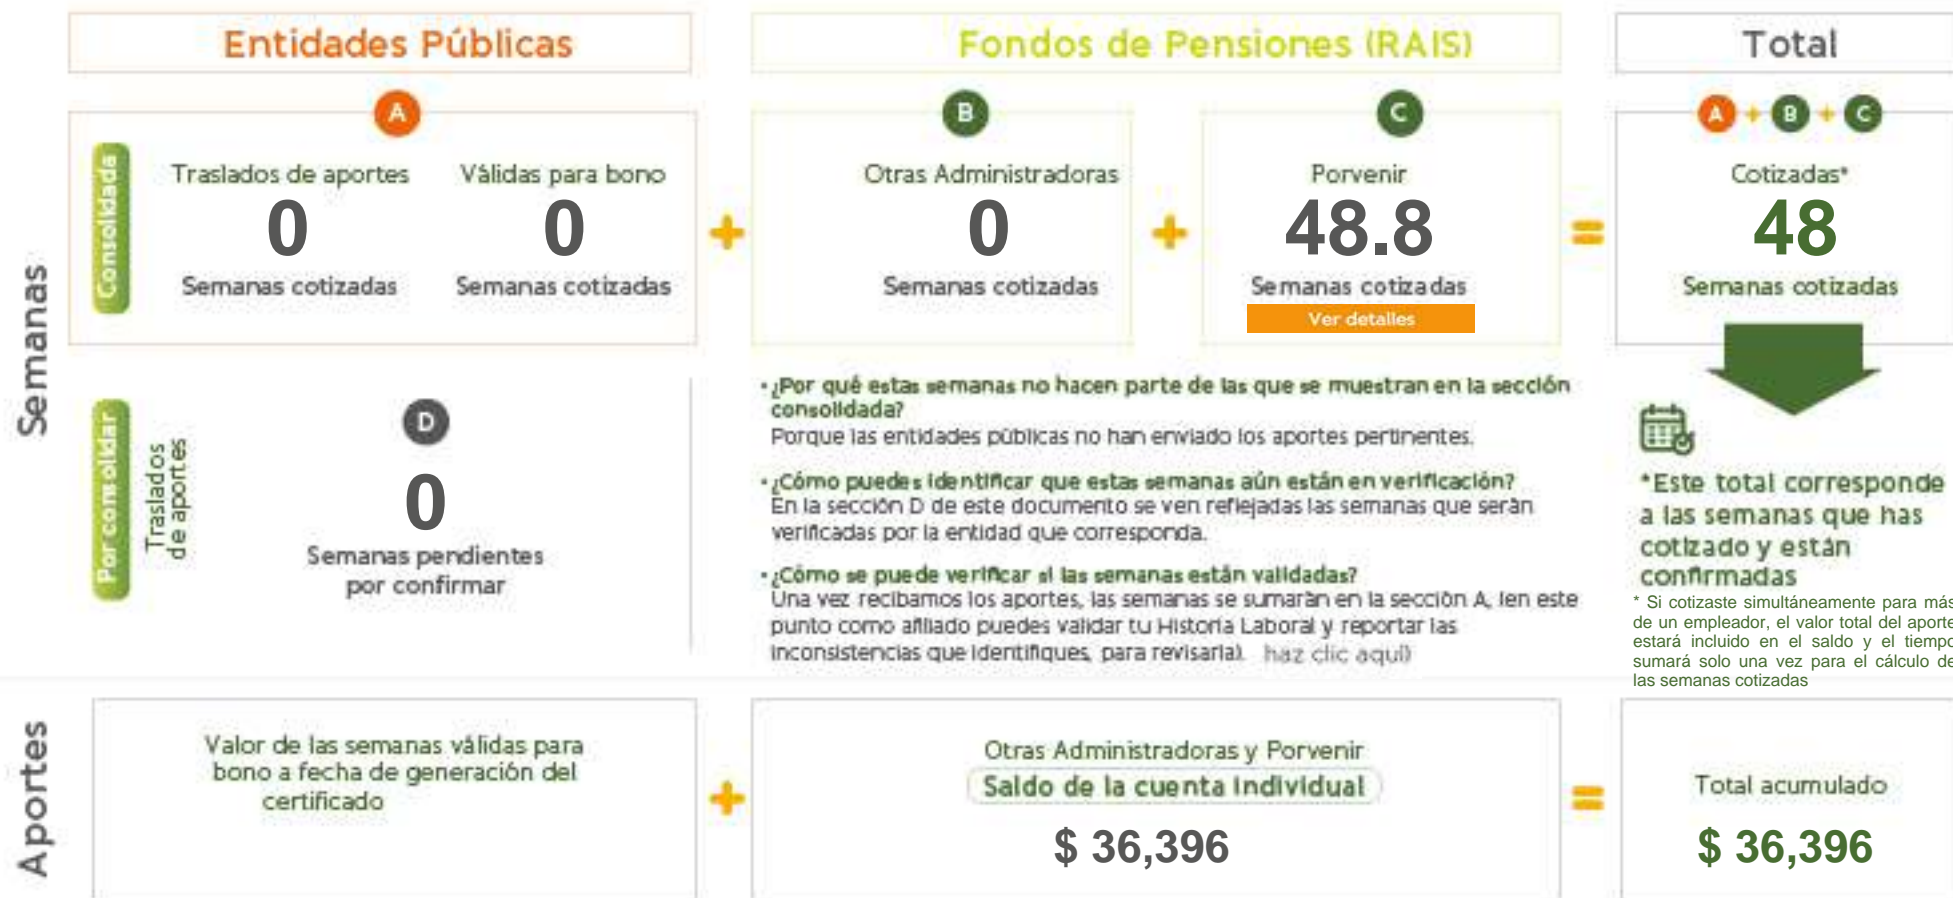 Entidades Públicas
Fondos de Pensiones (RAIS)
Total
A
B
C
A + B + C
Semanas
Consolidada
Traslados de aportes
0
Semanas cotizadas
Válidas para bono
0
Semanas cotizadas
+
Otras Administradoras
0
Semanas cotizadas
+
Porvenir
48.8
Semanas cotizadas
Ver detalles
=
Cotizadas*
48
Semanas cotizadas
Por consolidar
Traslados
de aportes
D
0
Semanas pendientes
por confirmar
• ¿Por qué estas semanas no hacen parte de las que se muestran en la sección
consolidada?
Porque las entidades públicas no han enviado los aportes pertinentes.
• ¿Cómo puedes identificar que estas semanas aún están en verificación?
En la sección D de este documento se ven reflejadas las semanas que serán
verificadas por la entidad que corresponda.
• ¿Cómo se puede verificar si las semanas están validadas?
Una vez recibamos los aportes, las semanas se sumarán en la sección A, (en este
punto como afiliado puedes validar tu Historia Laboral y reportar las
inconsistencias que identifiques, para revisarla). haz clic aquí)
*Este total corresponde
a las semanas que has
cotizado y están
confirmadas
* Si cotizaste simultáneamente para más
de un empleador, el valor total del aporte
estará incluido en el saldo y el tiempo
sumará solo una vez para el cálculo de
las semanas cotizadas
Aportes
Valor de las semanas válidas para
bono a fecha de generación del
certificado
+
Otras Administradoras y Porvenir
Saldo de la cuenta individual
$ 36,396
=
Total acumulado
$ 36,396